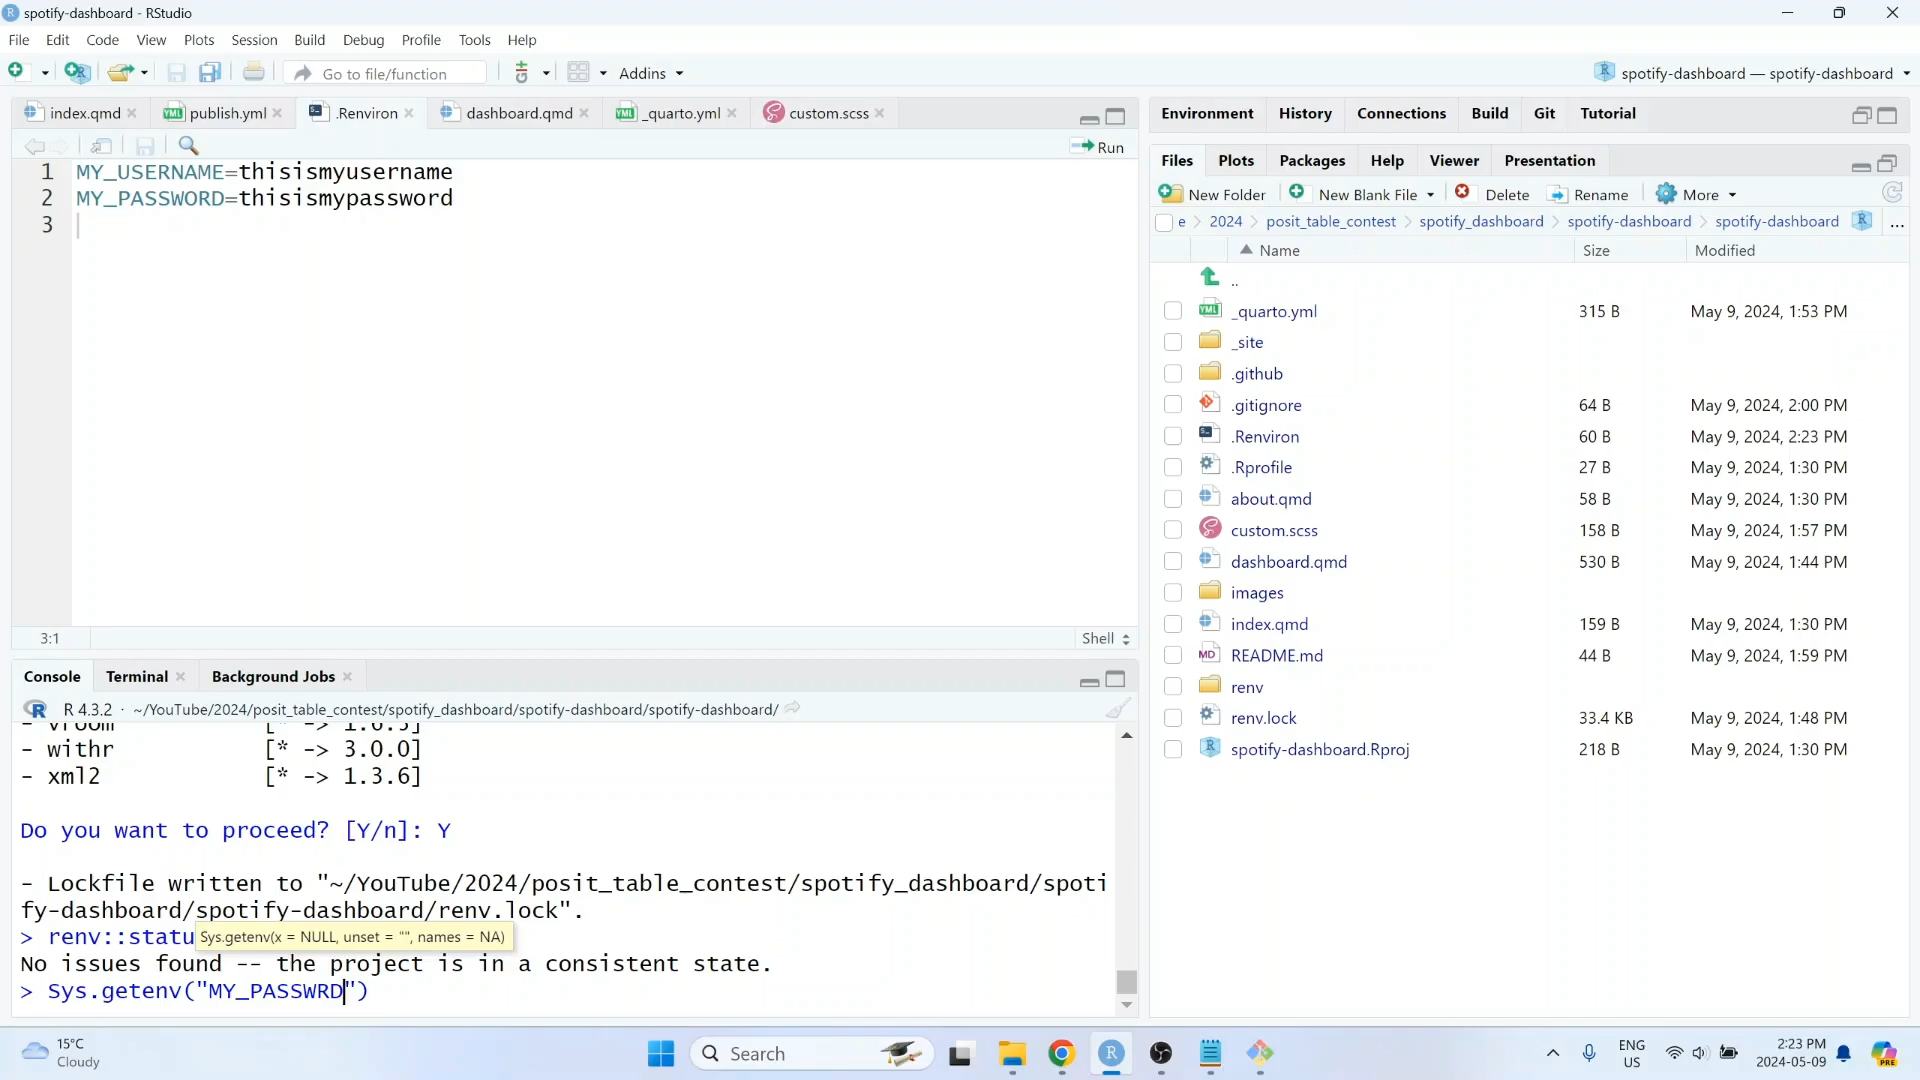 spotify-dashboard - RStudio
File Edit Code View Plots Session Build Debug Profile Tools Help
Go to file/function Addins spotify-dashboard — spotify-dashboard
index.qmd publish.yml .Renviron dashboard.qmd _quarto.yml custom.scss
Run
1 MY_USERNAME=thisismyusername
2 MY_PASSWORD=thisismypassword
3
3:1 Shell
Console Terminal Background Jobs
R 4.3.2 · ~/YouTube/2024/posit_table_contest/spotify_dashboard/spotify-dashboard/spotify-dashboard/
- vroom [* -> 1.6.5]
- withr [* -> 3.0.0]
- xml2 [* -> 1.3.6]
Do you want to proceed? [Y/n]: Y
- Lockfile written to "~/YouTube/2024/posit_table_contest/spotify_dashboard/spoti
fy-dashboard/spotify-dashboard/renv.lock".
> renv::statu
Sys.getenv(x = NULL, unset = "", names = NA)
No issues found -- the project is in a consistent state.
> Sys.getenv("MY_PASSWRD")
Environment History Connections Build Git Tutorial
Files Plots Packages Help Viewer Presentation
New Folder New Blank File Delete Rename More
e > 2024 > posit_table_contest > spotify_dashboard > spotify-dashboard > spotify-dashboard ...
Name Size Modified
..
_quarto.yml 315 B May 9, 2024, 1:53 PM
_site
.github
.gitignore 64 B May 9, 2024, 2:00 PM
.Renviron 60 B May 9, 2024, 2:23 PM
.Rprofile 27 B May 9, 2024, 1:30 PM
about.qmd 58 B May 9, 2024, 1:30 PM
custom.scss 158 B May 9, 2024, 1:57 PM
dashboard.qmd 530 B May 9, 2024, 1:44 PM
images
index.qmd 159 B May 9, 2024, 1:30 PM
README.md 44 B May 9, 2024, 1:59 PM
renv
renv.lock 33.4 KB May 9, 2024, 1:48 PM
spotify-dashboard.Rproj 218 B May 9, 2024, 1:30 PM
15°C
Cloudy
Search
ENG
US
2:23 PM
2024-05-09
PRE